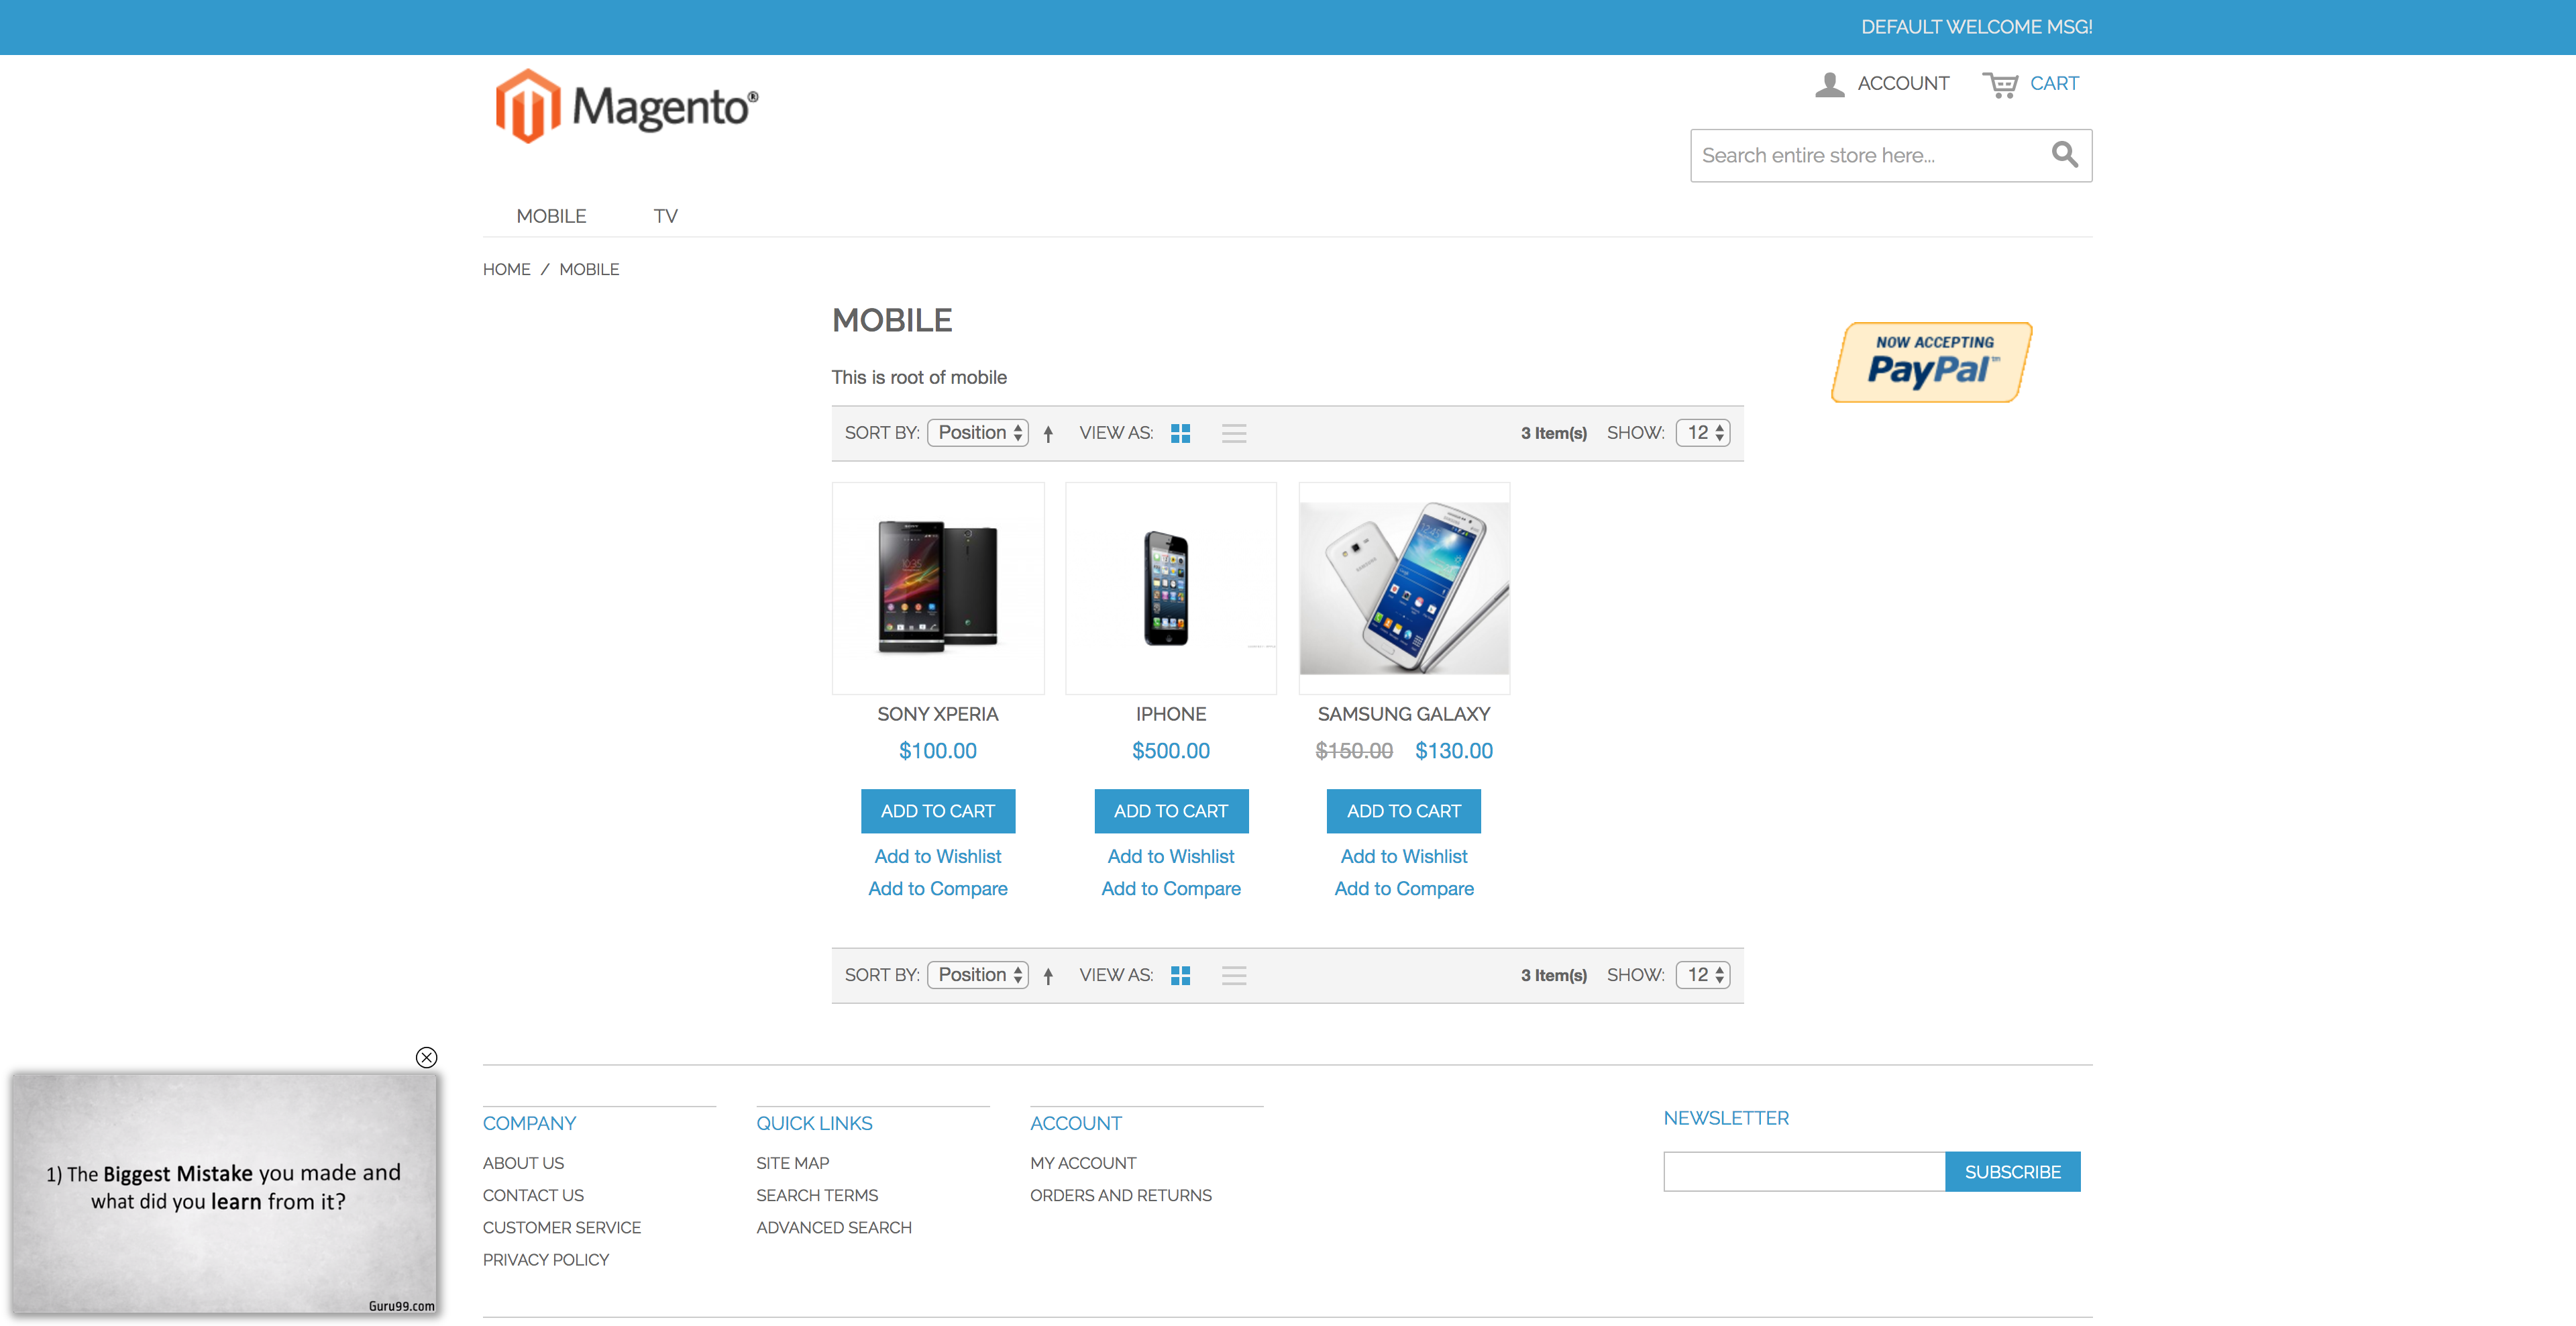 DEFAULT WELCOME MSG!
Magento®
ACCOUNT CART
Search entire store here...
MOBILE TV
HOME / MOBILE
MOBILE
NOW ACCEPTING
PayPal™
This is root of mobile
SORT BY: Position VIEW AS: 3 Item(s) SHOW: 12
SONY XPERIA IPHONE SAMSUNG GALAXY
$100.00 $500.00 $150.00 $130.00
ADD TO CART ADD TO CART ADD TO CART
Add to Wishlist Add to Wishlist Add to Wishlist
Add to Compare Add to Compare Add to Compare
SORT BY: Position VIEW AS: 3 Item(s) SHOW: 12
1) The Biggest Mistake you made and
what did you learn from it?
Guru99.com
COMPANY
ABOUT US
CONTACT US
CUSTOMER SERVICE
PRIVACY POLICY
QUICK LINKS
SITE MAP
SEARCH TERMS
ADVANCED SEARCH
ACCOUNT
MY ACCOUNT
ORDERS AND RETURNS
NEWSLETTER
SUBSCRIBE